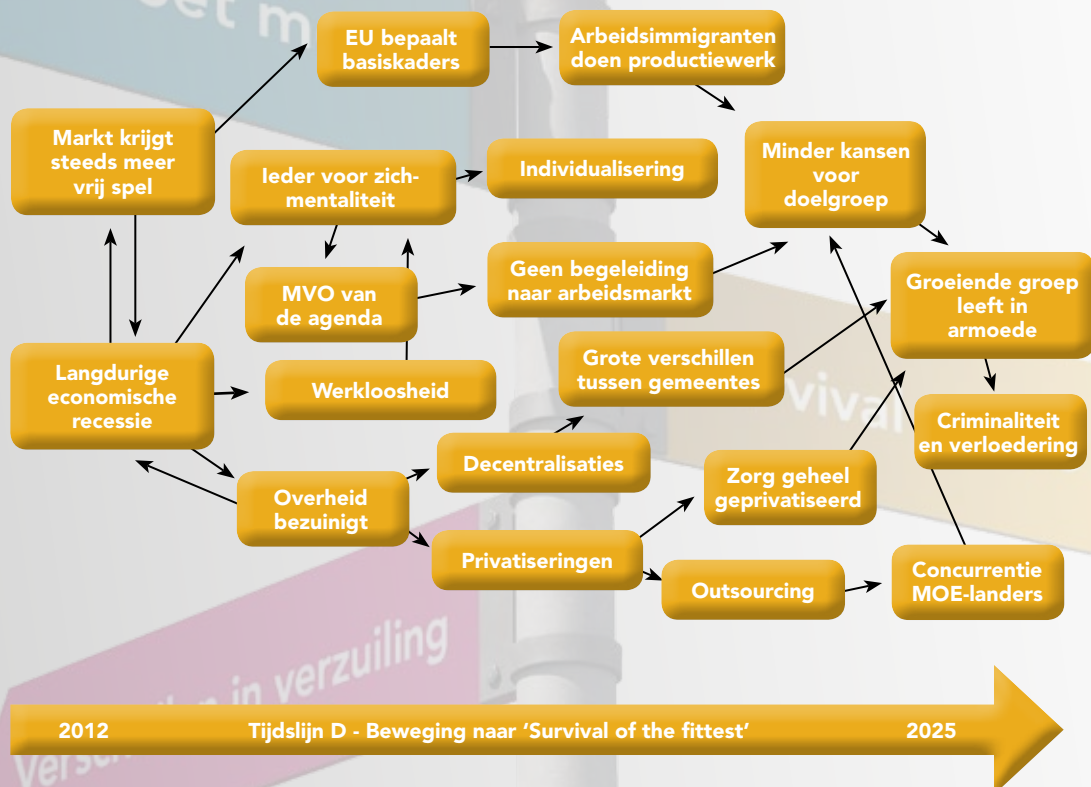 EU bepaalt
basiskaders
Arbeidsimmigranten
doen productiewerk
Markt krijgt
steeds meer
vrij spel
Ieder voor zich-
mentaliteit
Individualisering
Minder kansen
voor
doelgroep
MVO van
de agenda
Geen begeleiding
naar arbeidsmarkt
Groeiende groep
leeft in
armoede
Langdurige
economische
recessie
Werkloosheid
Grote verschillen
tussen gemeentes
Criminaliteit
en verloedering
Decentralisaties
Zorg geheel
geprivatiseerd
Overheid
bezuinigt
Privatiseringen
Outsourcing
Concurrentie
MOE-landers
in verzuiling
2012 Tijdslijn D - Beweging naar ‘Survival of the fittest’ 2025